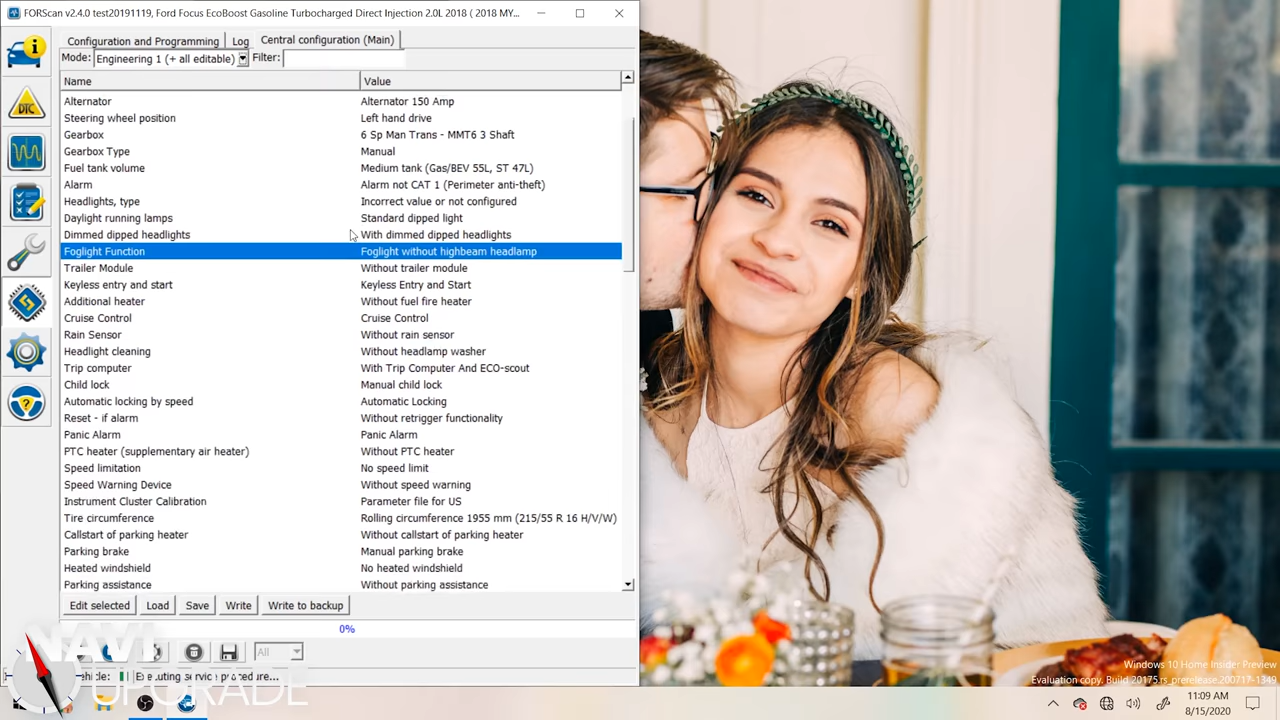 FORScan v2.4.0 test20191119, Ford Focus EcoBoost Gasoline Turbocharged Direct Injection 2.0L 2018 ( 2018 MY...
DTC
Configuration and Programming Log Central configuration (Main)
Mode: Engineering 1 (+ all editable) Filter:
Name Value
Alternator Alternator 150 Amp
Steering wheel position Left hand drive
Gearbox 6 Sp Man Trans - MMT6 3 Shaft
Gearbox Type Manual
Fuel tank volume Medium tank (Gas/BEV 55L, ST 47L)
Alarm Alarm not CAT 1 (Perimeter anti-theft)
Headlights, type Incorrect value or not configured
Daylight running lamps Standard dipped light
Dimmed dipped headlights With dimmed dipped headlights
Foglight Function Foglight without highbeam headlamp
Trailer Module Without trailer module
Keyless entry and start Keyless Entry and Start
Additional heater Without fuel fire heater
Cruise Control Cruise Control
Rain Sensor Without rain sensor
Headlight cleaning Without headlamp washer
Trip computer With Trip Computer And ECO-scout
Child lock Manual child lock
Automatic locking by speed Automatic Locking
Reset - if alarm Without retrigger functionality
Panic Alarm Panic Alarm
PTC heater (supplementary air heater) Without PTC heater
Speed limitation No speed limit
Speed Warning Device Without speed warning
Instrument Cluster Calibration Parameter file for US
Tire circumference Rolling circumference 1955 mm (215/55 R 16 H/V/W)
Callstart of parking heater Without callstart of parking heater
Parking brake Manual parking brake
Heated windshield No heated windshield
Parking assistance Without parking assistance
Edit selected Load Save Write Write to backup
0%
All
hicle: Executing service procedure...
NAVI
UPGRADE
Windows 10 Home Insider Preview
Evaluation copy. Build 20175.rs_prerelease.200717-1349
11:09 AM
8/15/2020